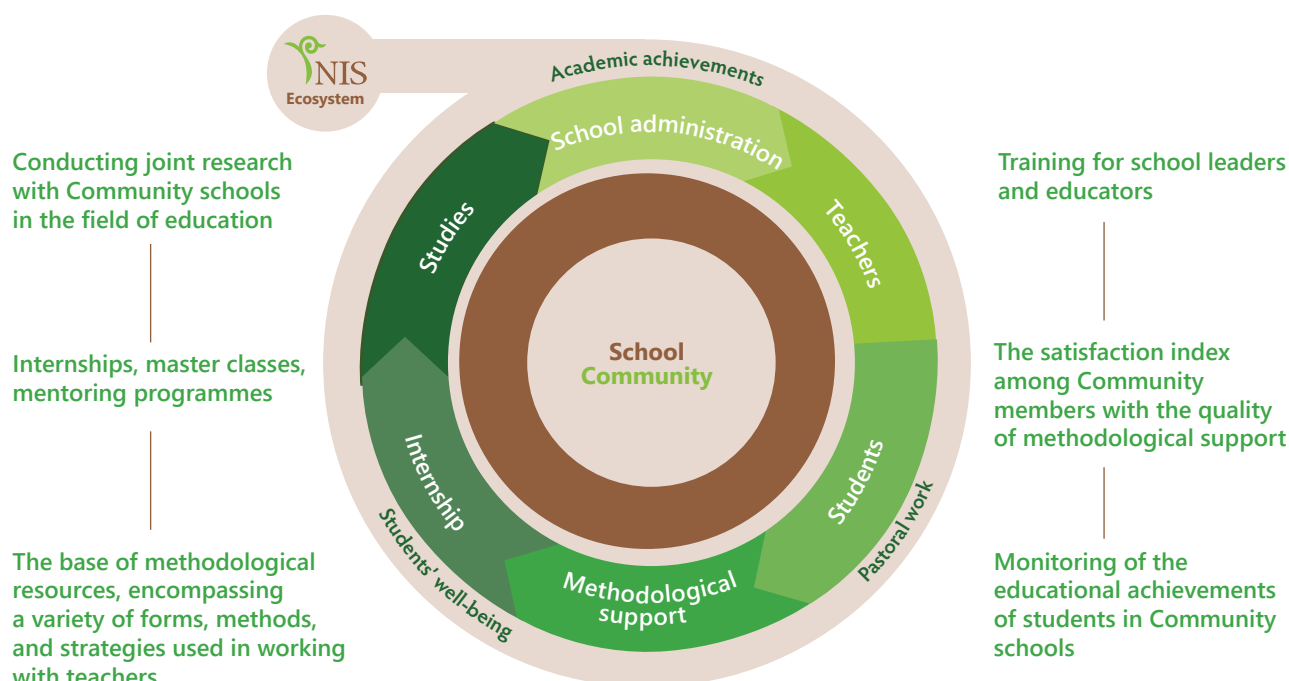 NIS
Ecosystem
Academic achievements
School administration
Teachers
Students
Methodological
support
Internship
Studies
Pastoral work
Students' well-being
School
Community
Conducting joint research
with Community schools
in the field of education
Internships, master classes,
mentoring programmes
The base of methodological
resources, encompassing
a variety of forms, methods,
and strategies used in working
with teachers
Training for school leaders
and educators
The satisfaction index
among Community
members with the quality
of methodological support
Monitoring of the
educational achievements
of students in Community
schools